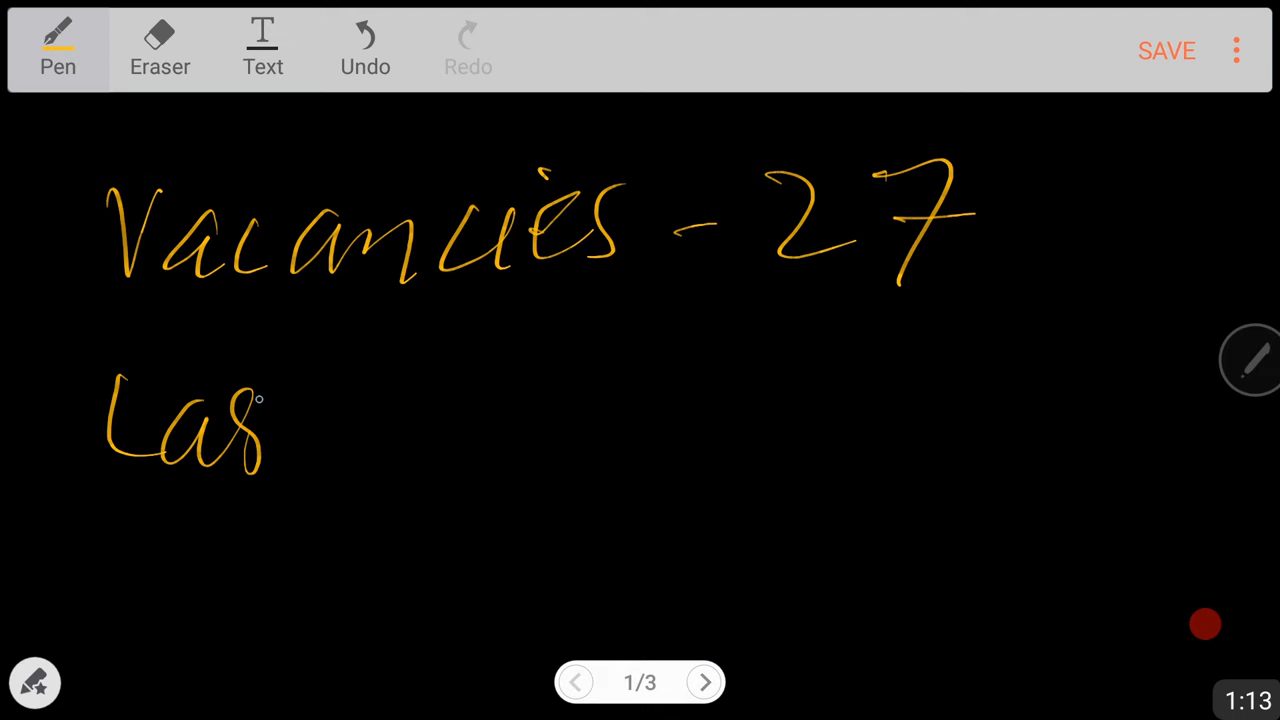 Pen Eraser Text Undo Redo SAVE
Vacancies - 27
Las
1/3
1:13